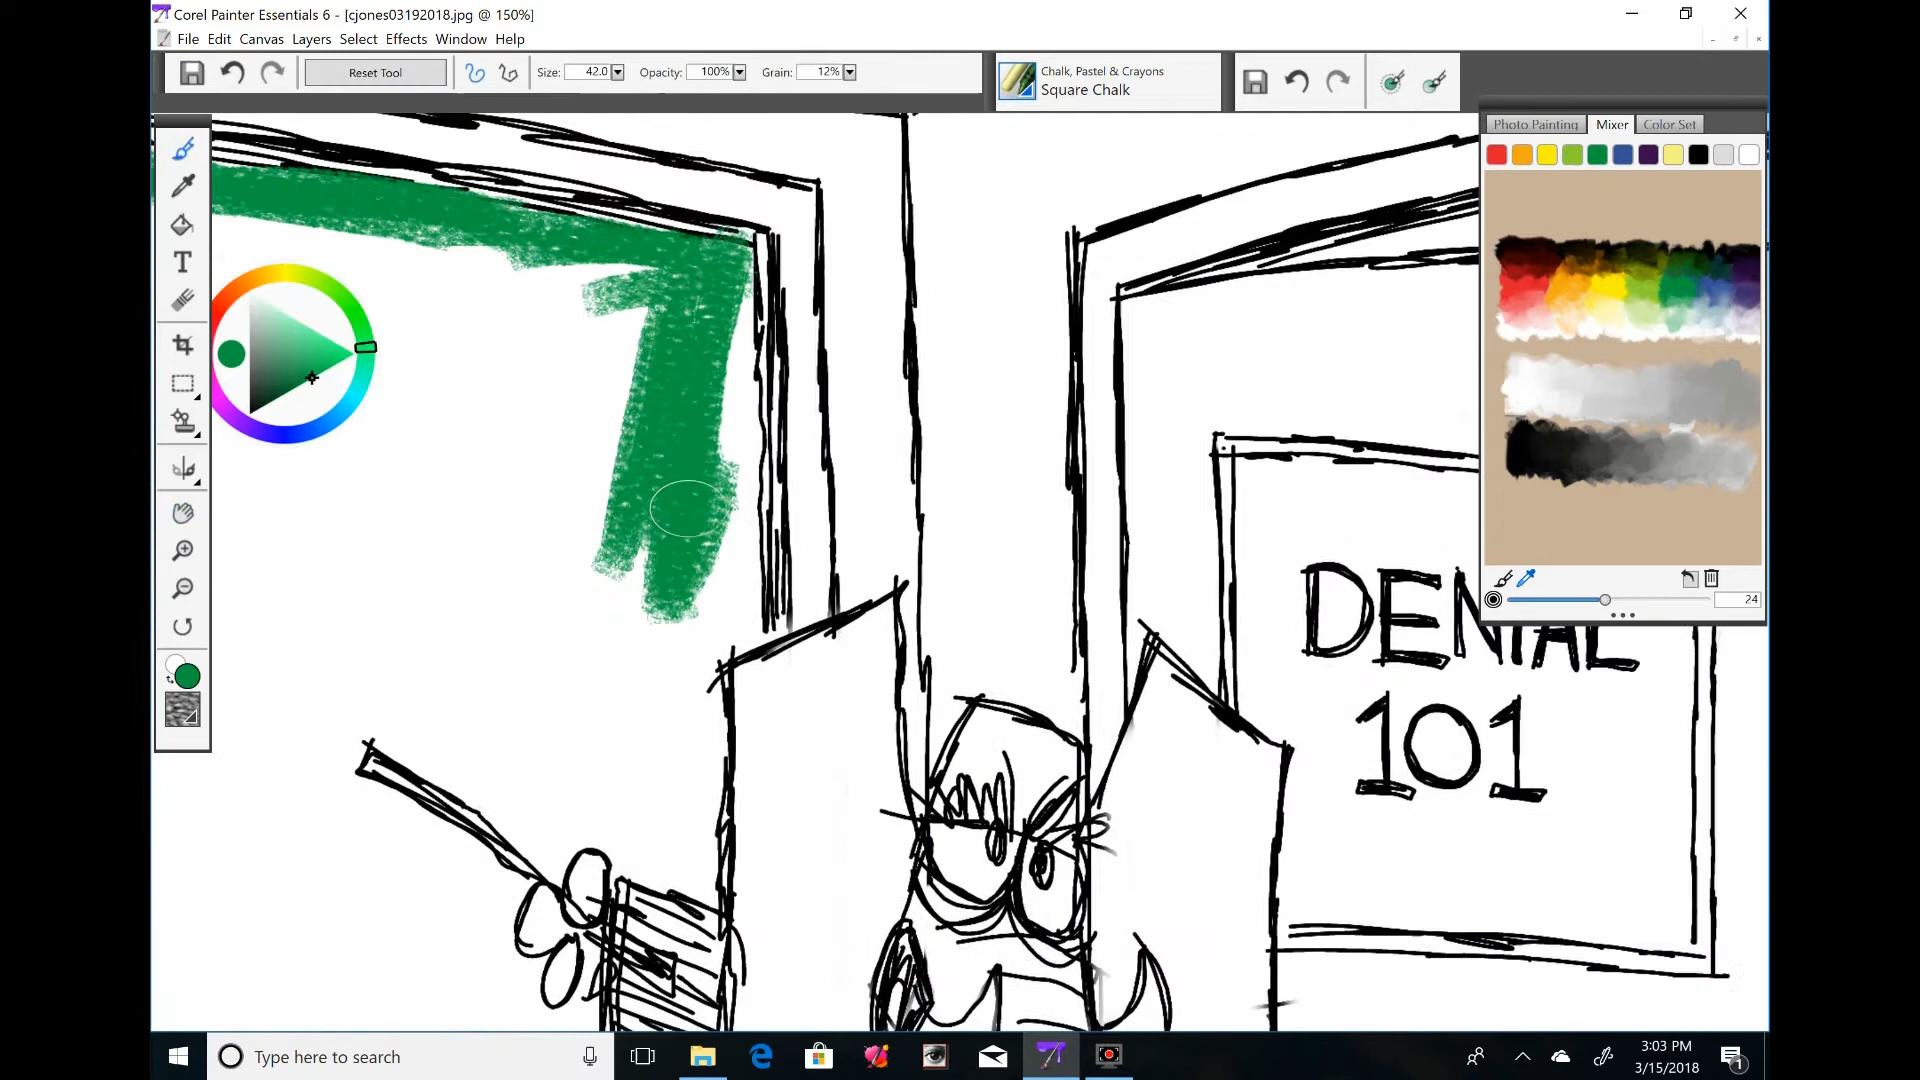 Corel Painter Essentials 6 - [cjones03192018.jpg @ 150%]
File Edit Canvas Layers Select Effects Window Help
Reset Tool Size: 42.0 Opacity: 100% Grain: 12%
Chalk, Pastel & Crayons
Square Chalk
Photo Painting Mixer Color Set
24
DENIAL
101
Type here to search
3:03 PM
3/15/2018
1